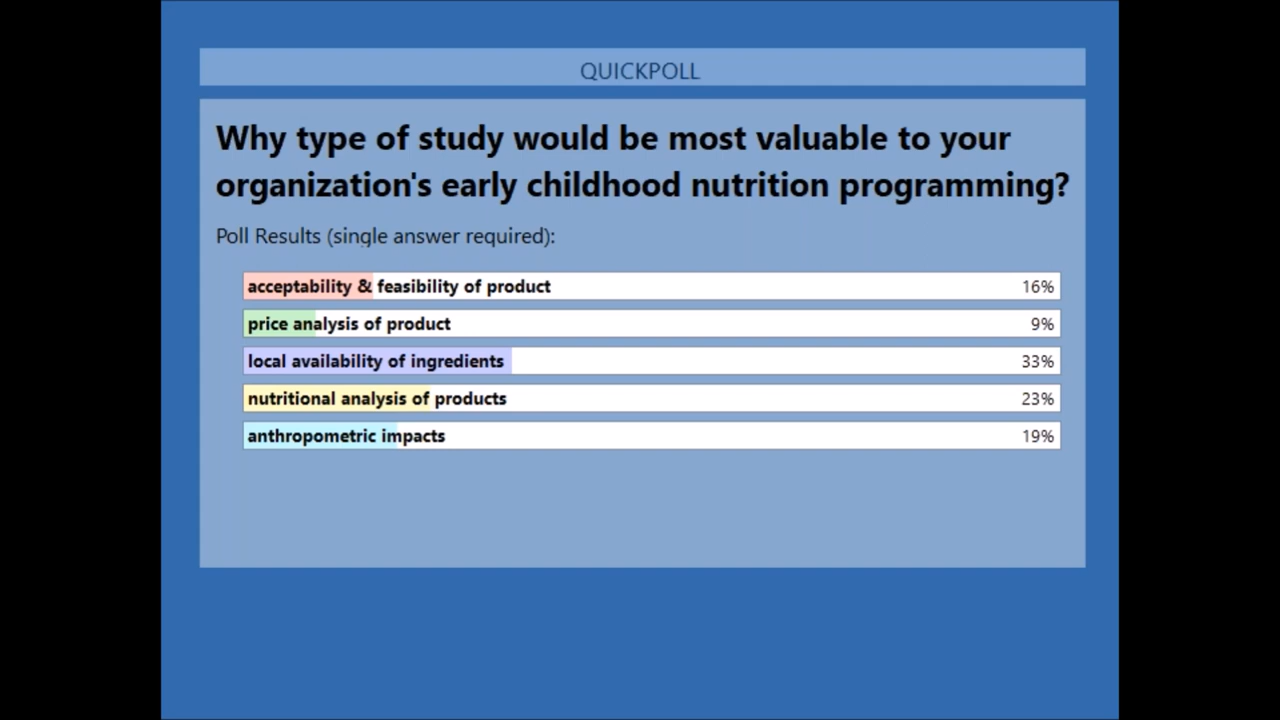 QUICKPOLL
Why type of study would be most valuable to your
organization's early childhood nutrition programming?
Poll Results (single answer required):
acceptability & feasibility of product 16%
price analysis of product 9%
local availability of ingredients 33%
nutritional analysis of products 23%
anthropometric impacts 19%